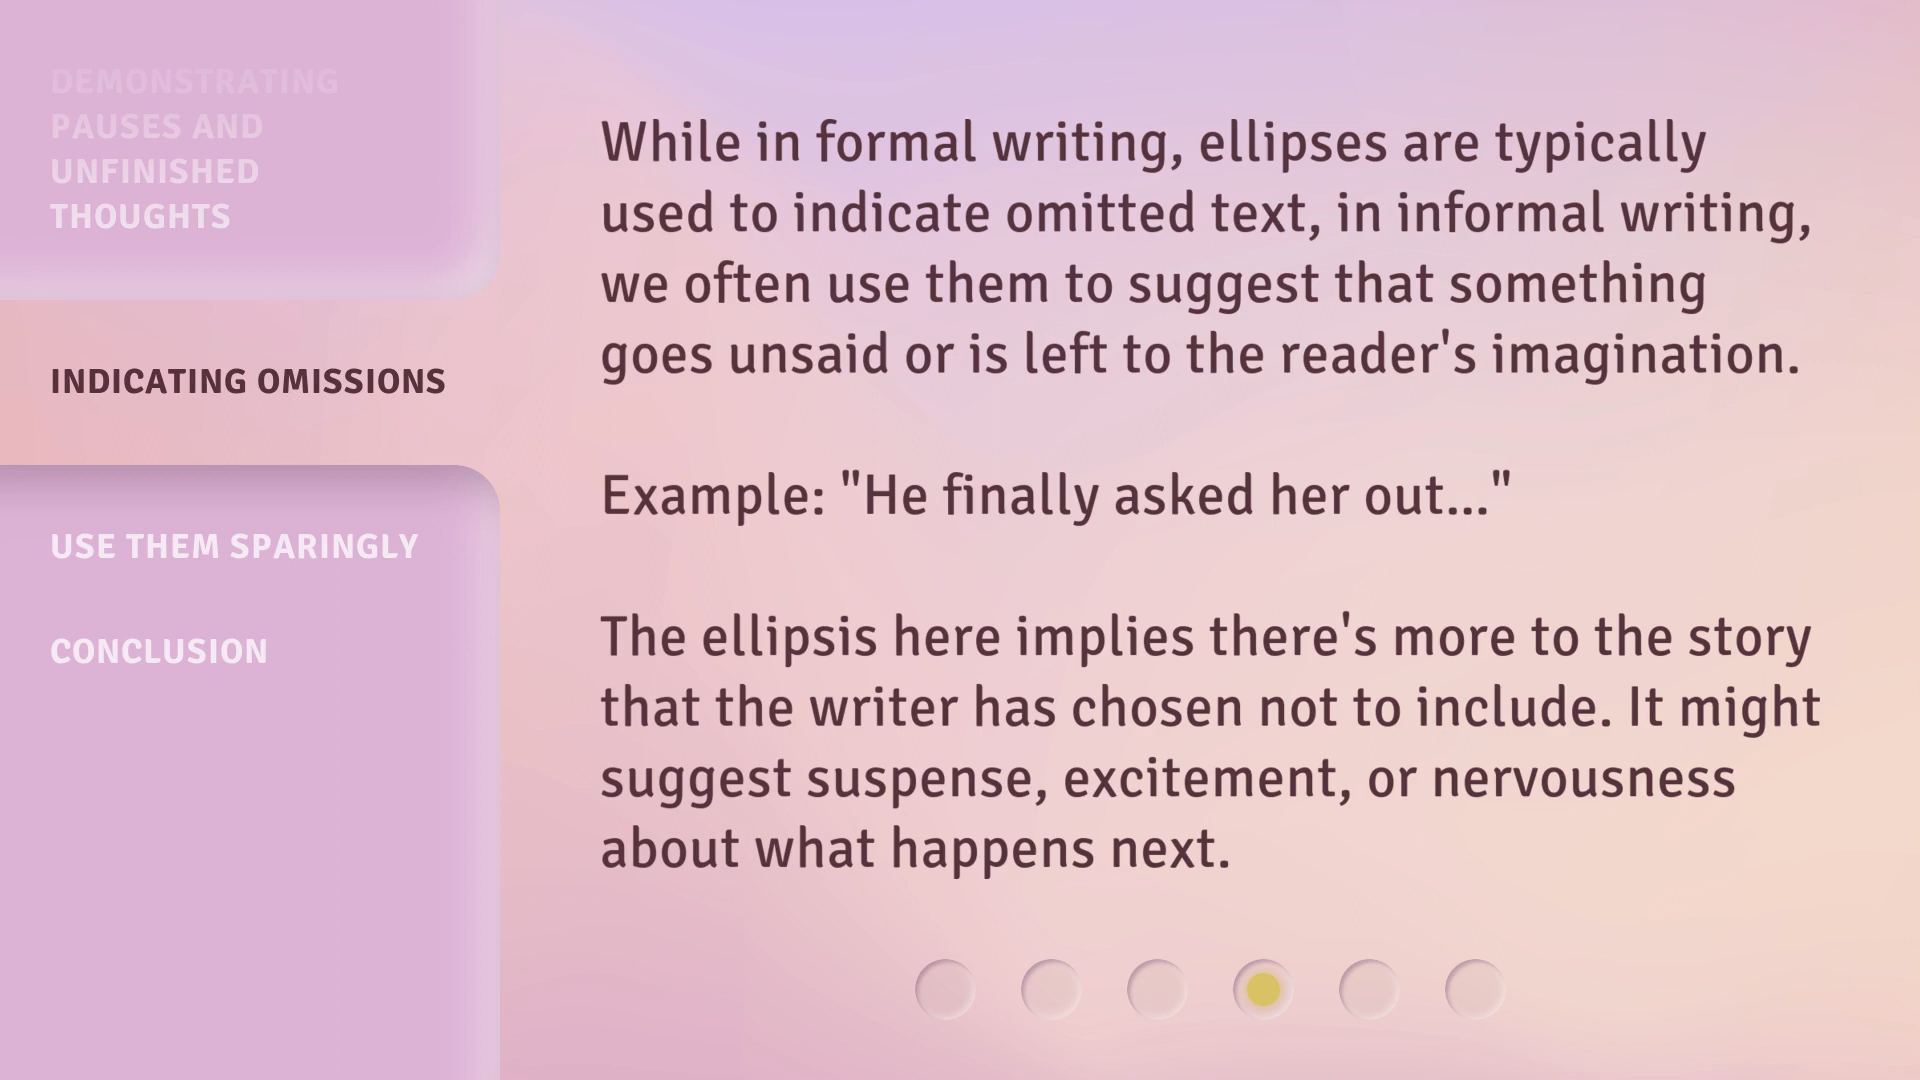 DEMONSTRATING
PAUSES AND
UNFINISHED
THOUGHTS
INDICATING OMISSIONS
USE THEM SPARINGLY
CONCLUSION
While in formal writing, ellipses are typically
used to indicate omitted text, in informal writing,
we often use them to suggest that something
goes unsaid or is left to the reader's imagination.
Example: "He finally asked her out..."
The ellipsis here implies there's more to the story
that the writer has chosen not to include. It might
suggest suspense, excitement, or nervousness
about what happens next.